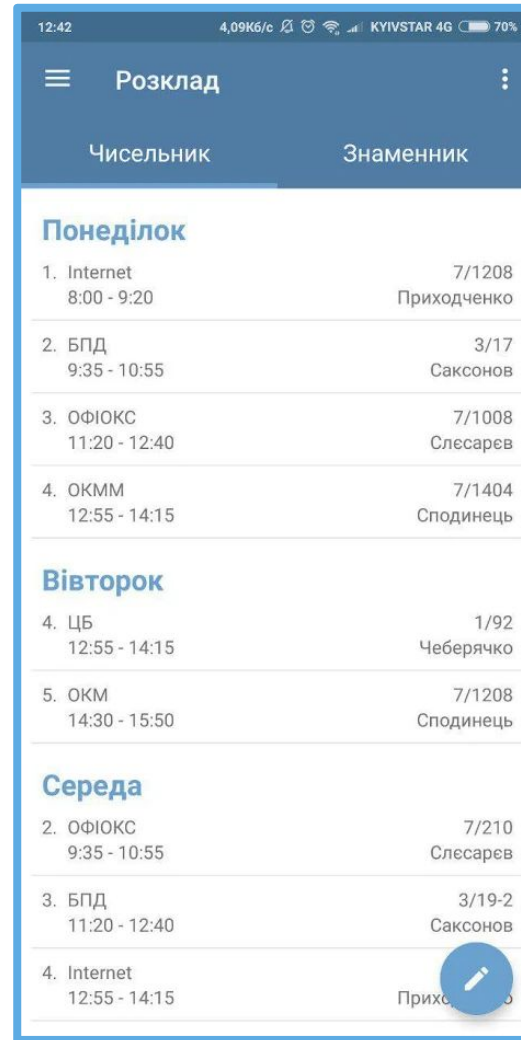 12:42 4,09Кб/с KYIVSTAR 4G 70%
Розклад
Чисельник Знаменник
Понеділок
1. Internet 7/1208
8:00 - 9:20 Приходченко
2. БПД 3/17
9:35 - 10:55 Саксонов
3. ОФІОКС 7/1008
11:20 - 12:40 Слєсарєв
4. ОКММ 7/1404
12:55 - 14:15 Сподинець
Вівторок
4. ЦБ 1/92
12:55 - 14:15 Чеберячко
5. ОКМ 7/1208
14:30 - 15:50 Сподинець
Середа
2. ОФІОКС 7/210
9:35 - 10:55 Слєсарєв
3. БПД 3/19-2
11:20 - 12:40 Саксонов
4. Internet
12:55 - 14:15